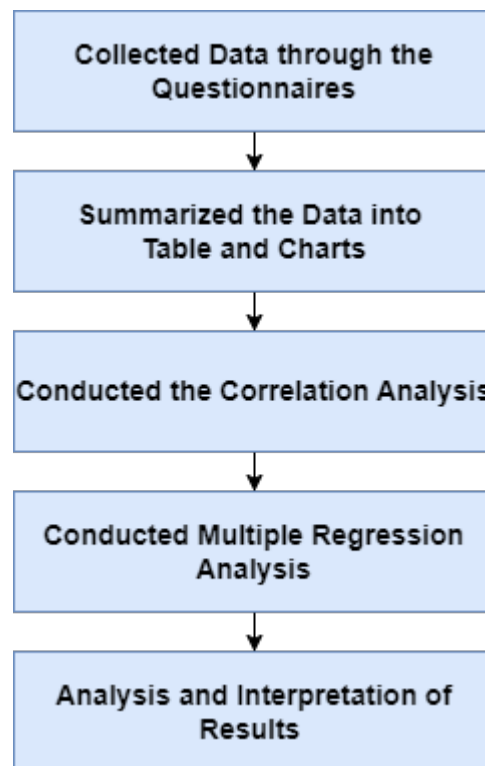 Collected Data through the
Questionnaires
Summarized the Data into
Table and Charts
Conducted the Correlation Analysis
Conducted Multiple Regression
Analysis
Analysis and Interpretation of
Results